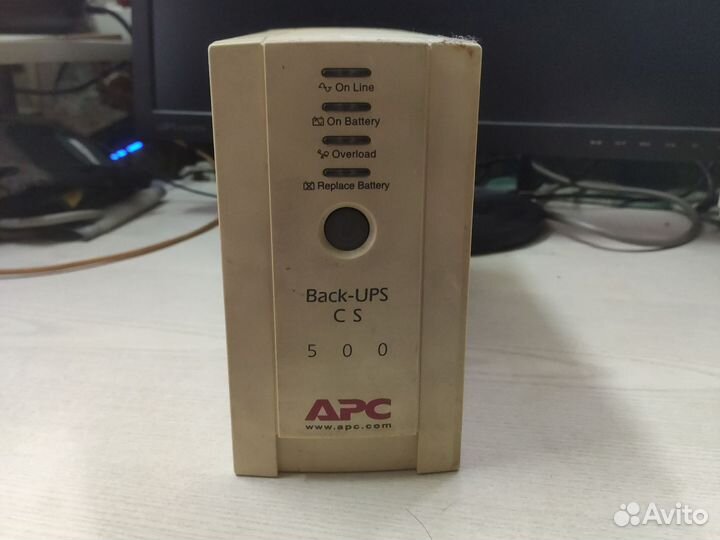 On Line
On Battery
Overload
Replace Battery
Back-UPS
CS
500
APC
www.apc.com
Avito